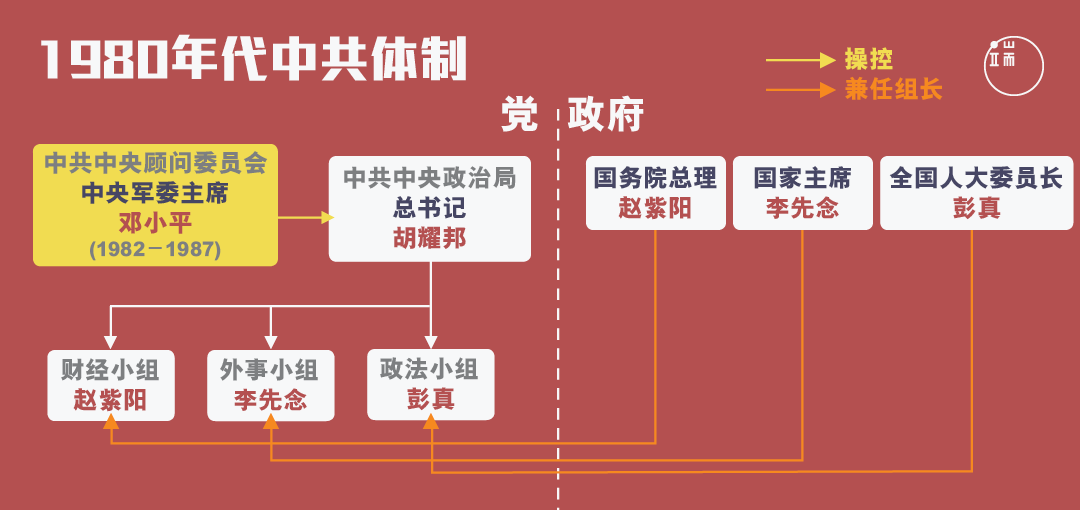 1980年代中共体制
操控
兼任组长
端
党
政府
中共中央顾问委员会
中央军委主席
邓小平
(1982－1987)
中共中央政治局
总书记
胡耀邦
国务院总理
赵紫阳
国家主席
李先念
全国人大委员长
彭真
财经小组
赵紫阳
外事小组
李先念
政法小组
彭真